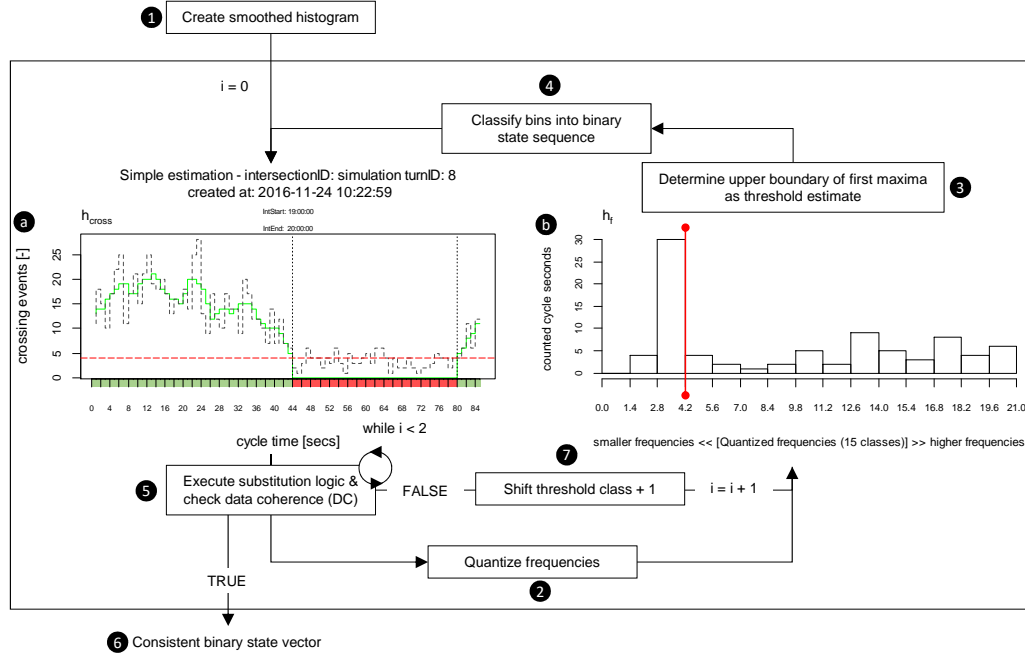 1
Create smoothed histogram
i = 0
4
Classify bins into binary
state sequence
Determine upper boundary of first maxima
as threshold estimate
3
Simple estimation - intersectionID: simulation turnID: 8
created at: 2016-11-24 10:22:59
IntStart: 19:00:00
IntEnd: 20:00:00
a
hcross
crossing events [-]
25
20
15
10
5
0
0 4 8 12 16 20 24 28 32 36 40 44 48 52 56 60 64 68 72 76 80 84
cycle time [secs]
while i < 2
b
hf
counted cycle seconds
30
25
20
15
10
5
0
0.0 1.4 2.8 4.2 5.6 7.0 8.4 9.8 11.2 12.6 14.0 15.4 16.8 18.2 19.6 21.0
smaller frequencies << [Quantized frequencies (15 classes)] >> higher frequencies
5
Execute substitution logic &
check data coherence (DC)
FALSE
7
Shift threshold class + 1
i = i + 1
TRUE
Quantize frequencies
2
6 Consistent binary state vector